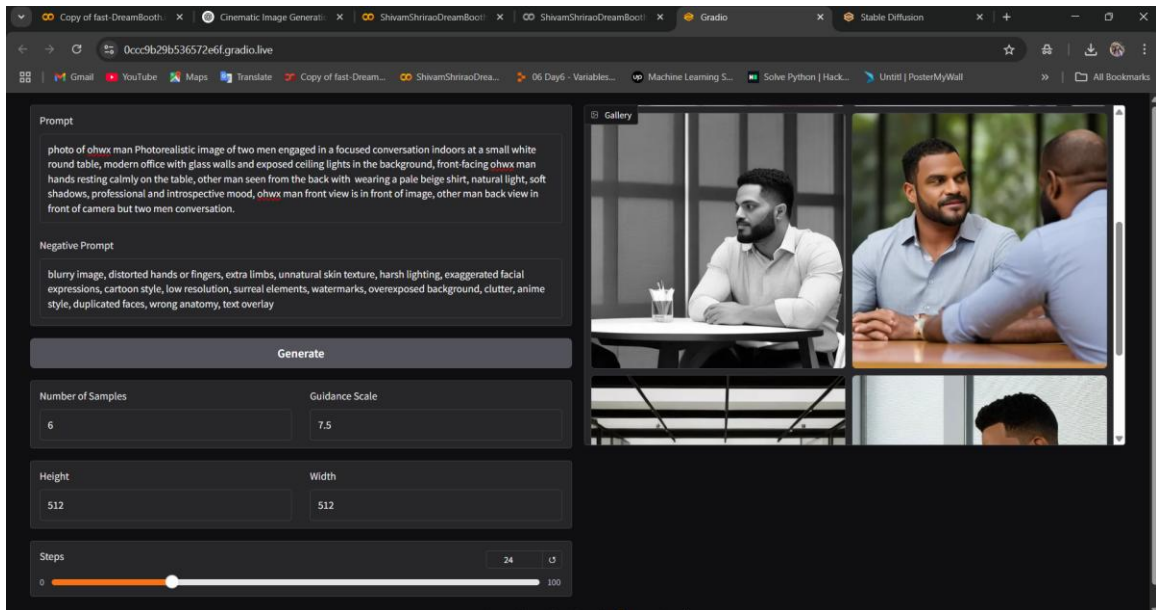 Copy of fast-DreamBooth.
Cinematic Image Generatic
ShivamShriraoDreamBooth
ShivamShriraoDreamBooth
Gradio
Stable Diffusion
0ccc9b29b536572e6f.gradio.live
Gmail
YouTube
Maps
Translate
Copy of fast-Dream...
ShivamShriraoDrea...
06 Day6 - Variables...
Machine Learning S...
Solve Python | Hack...
Untitl | PosterMyWall
All Bookmarks
Prompt
photo of ohwx man Photorealistic image of two men engaged in a focused conversation indoors at a small white
round table, modern office with glass walls and exposed ceiling lights in the background, front-facing ohwx man
hands resting calmly on the table, other man seen from the back with wearing a pale beige shirt, natural light, soft
shadows, professional and introspective mood, ohwx man front view is in front of image, other man back view in
front of camera but two men conversation.
Negative Prompt
blurry image, distorted hands or fingers, extra limbs, unnatural skin texture, harsh lighting, exaggerated facial
expressions, cartoon style, low resolution, surreal elements, watermarks, overexposed background, clutter, anime
style, duplicated faces, wrong anatomy, text overlay
Generate
Number of Samples
Guidance Scale
6
7.5
Height
Width
512
512
Steps
24
0
100
Gallery